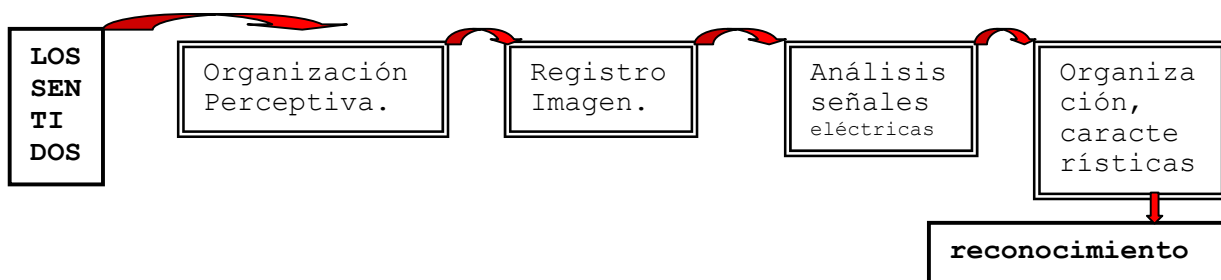 LOS
SEN
TI
DOS
Organización
Perceptiva.
Registro
Imagen.
Análisis
señales
eléctricas
Organiza
ción,
caracte
rísticas
reconocimiento